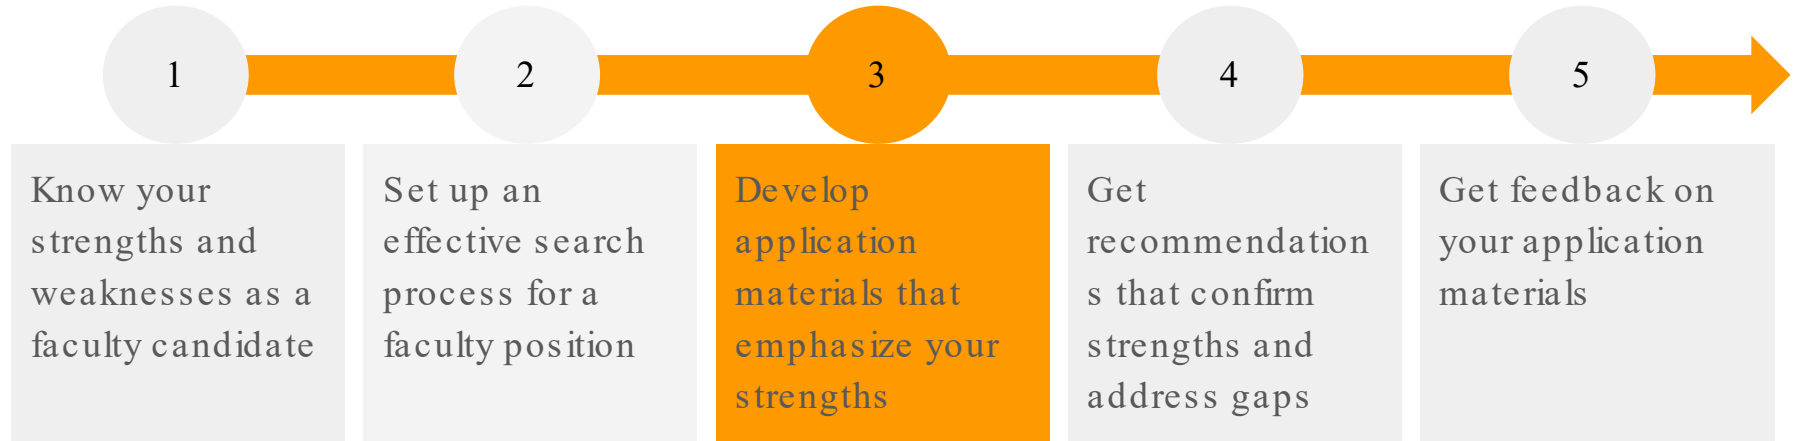 1
2
3
4
5
Know your
strengths and
weaknesses as a
faculty candidate
Set up an
effective search
process for a
faculty position
Develop
application
materials that
emphasize your
strengths
Get
recommendation
s that confirm
strengths and
address gaps
Get feedback on
your application
materials